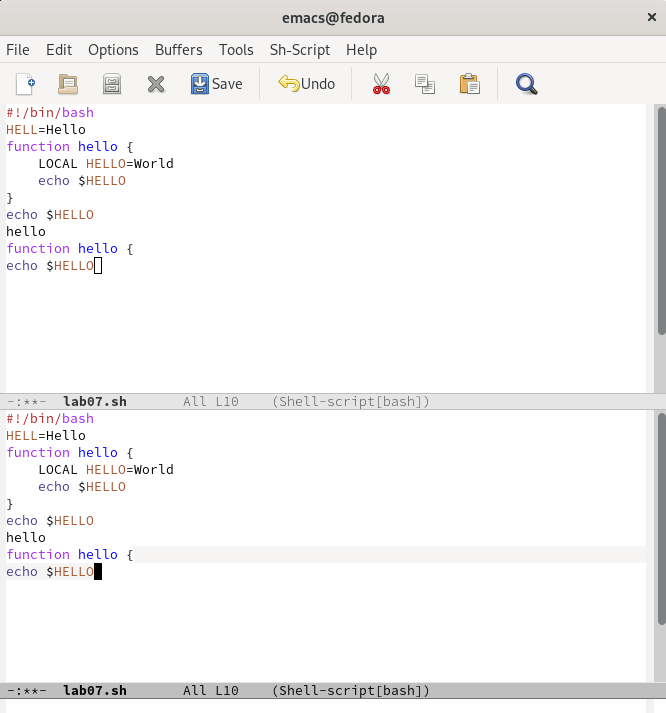 emacs@fedora
File Edit Options Buffers Tools Sh-Script Help
Save Undo
#!/bin/bash
HELL=Hello
function hello {
    LOCAL HELLO=World
    echo $HELLO
}
echo $HELLO
hello
function hello {
echo $HELLO
-:**-  lab07.sh       All L10    (Shell-script[bash])
#!/bin/bash
HELL=Hello
function hello {
    LOCAL HELLO=World
    echo $HELLO
}
echo $HELLO
hello
function hello {
echo $HELLO
-:**-  lab07.sh       All L10    (Shell-script[bash])